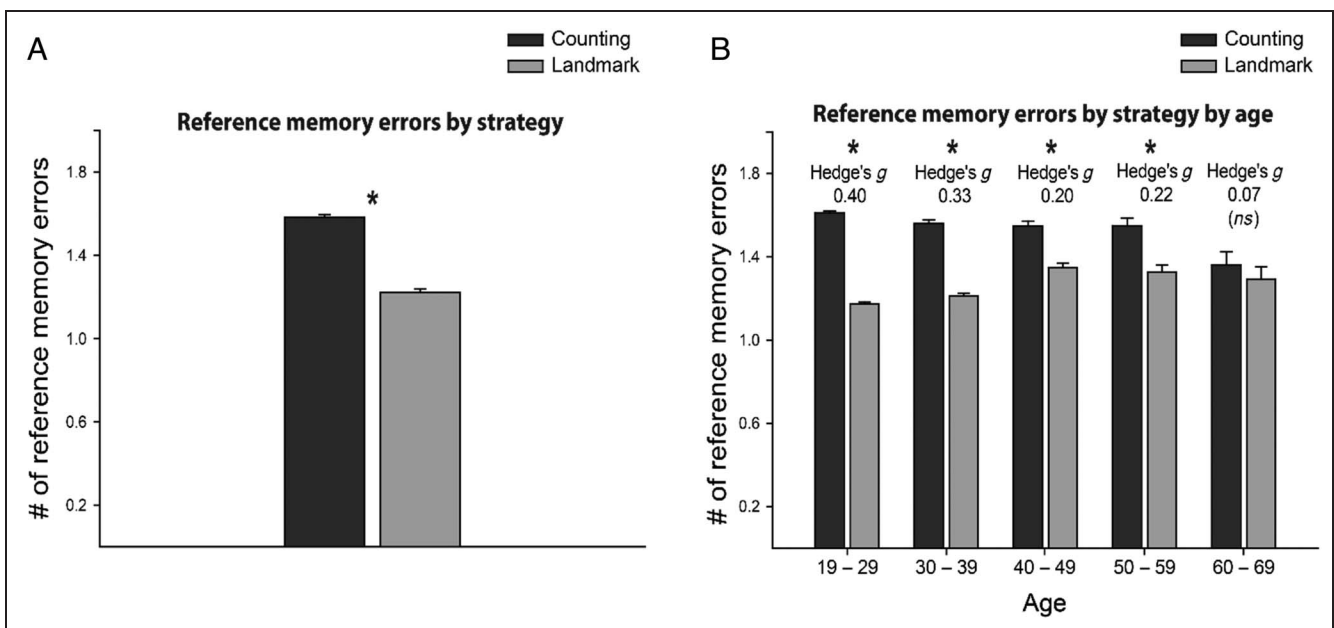 A
Counting
Landmark
Reference memory errors by strategy
# of reference memory errors
1.8
1.4
1.0
0.6
0.2
*
B
Counting
Landmark
Reference memory errors by strategy by age
# of reference memory errors
1.8
1.4
1.0
0.6
0.2
* * * *
Hedge's g Hedge's g Hedge's g Hedge's g Hedge's g
0.40 0.33 0.20 0.22 0.07
(ns)
19 – 29 30 – 39 40 – 49 50 – 59 60 – 69
Age